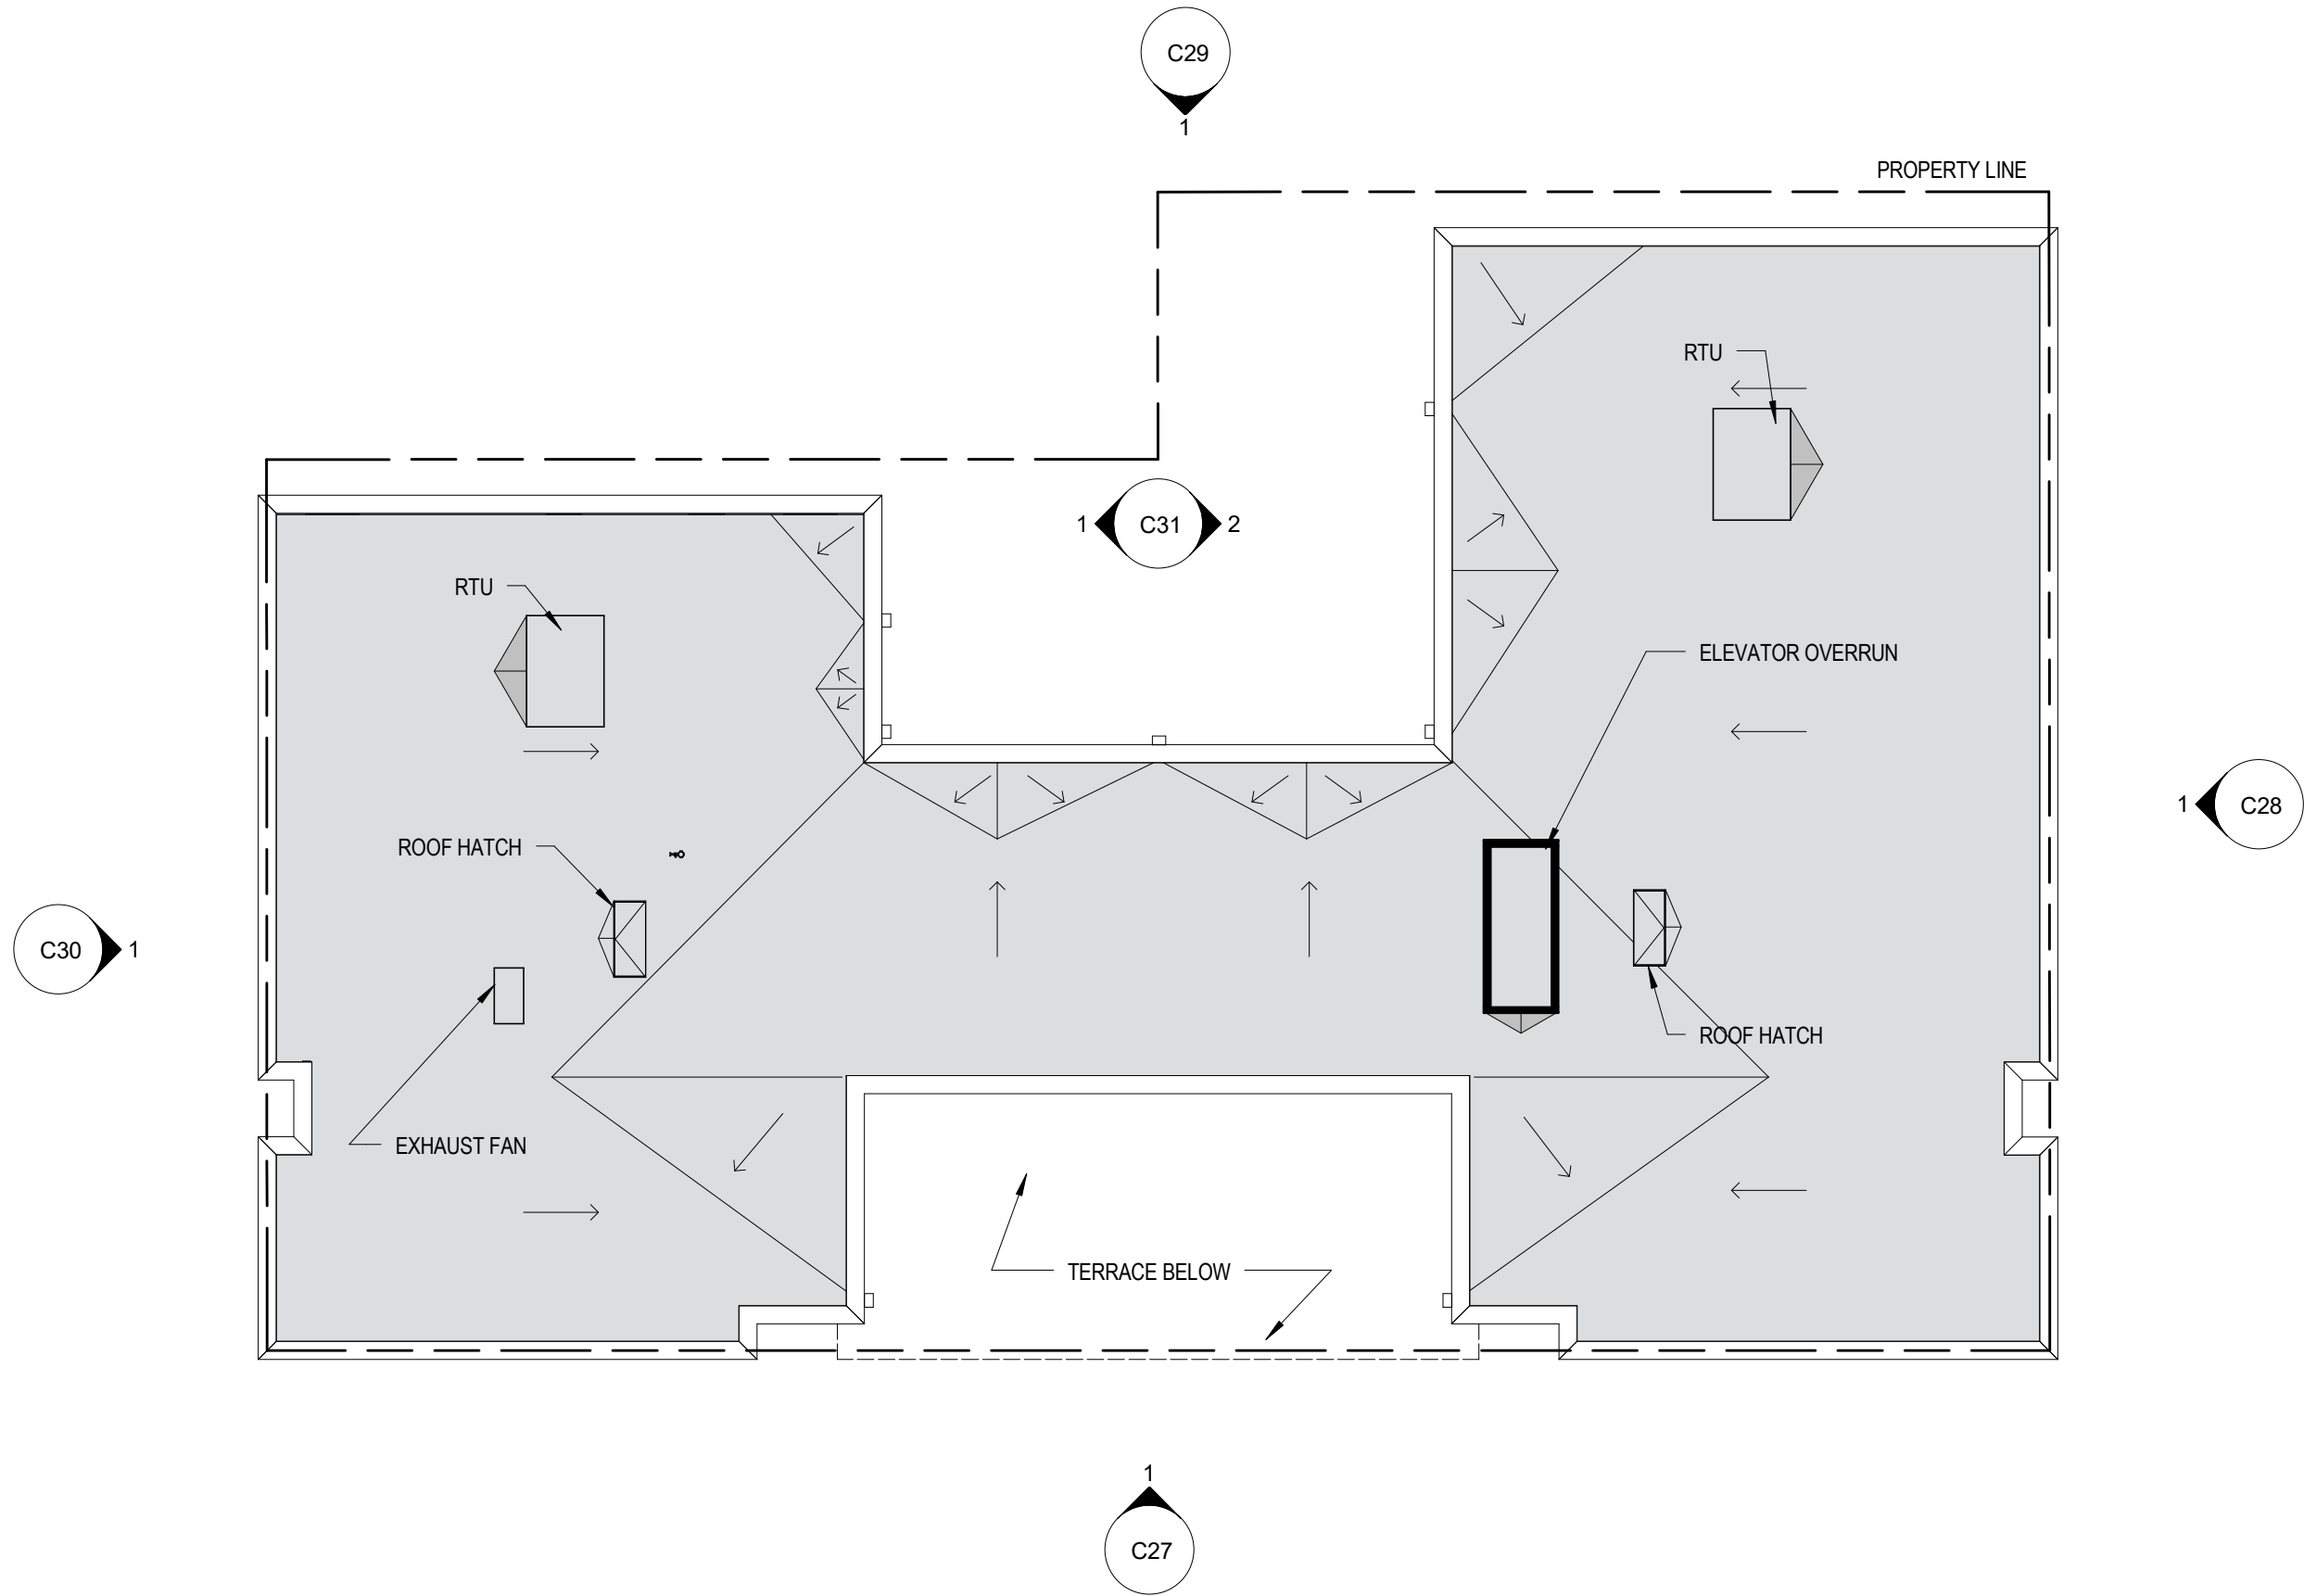 C29
1
PROPERTY LINE
RTU
1
C31
2
RTU
ELEVATOR OVERRUN
1
C28
ROOF HATCH
C30
1
ROOF HATCH
EXHAUST FAN
TERRACE BELOW
1
C27